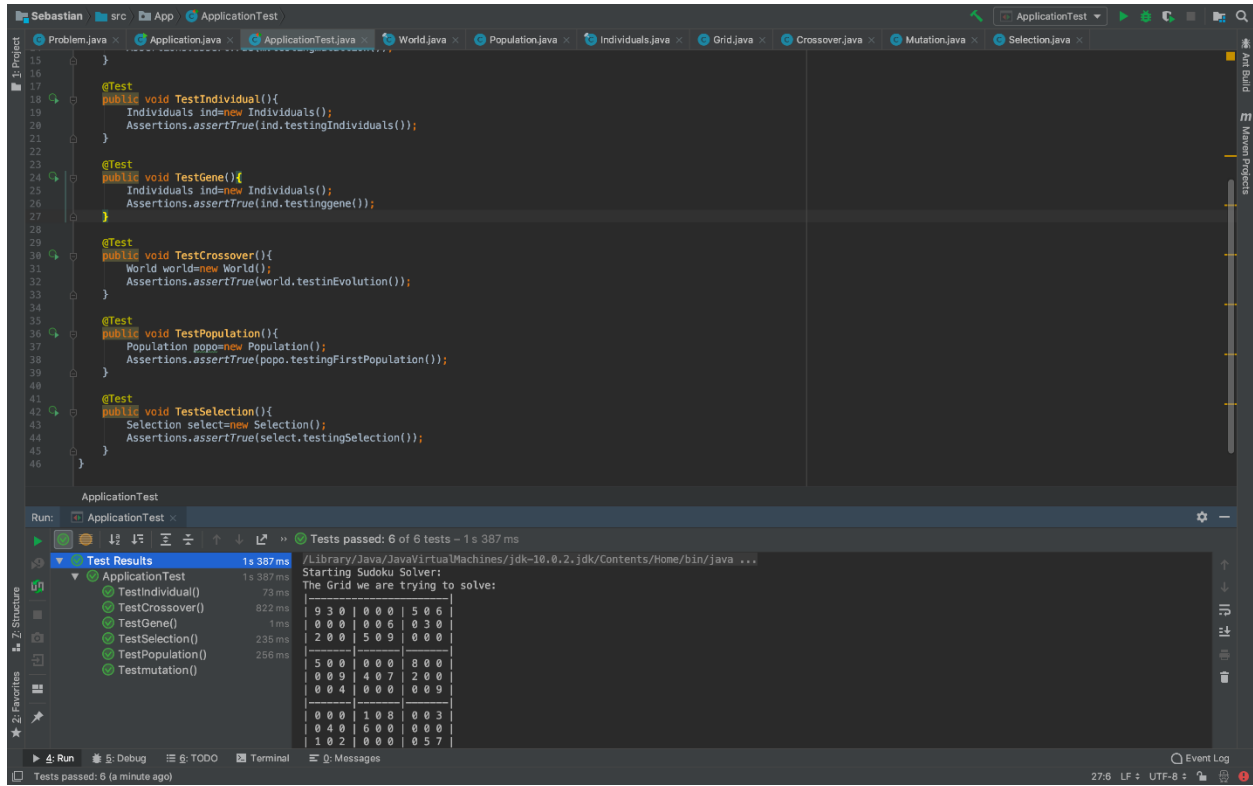 Sebastian src App ApplicationTest ApplicationTest
Problem.java Application.java ApplicationTest.java World.java Population.java Individuals.java Grid.java Crossover.java Mutation.java Selection.java
1: Project
Ant Build
Maven Projects
15 }
16
17 @Test
18 public void TestIndividual(){
19 Individuals ind=new Individuals();
20 Assertions.assertTrue(ind.testingIndividuals());
21 }
22
23 @Test
24 public void TestGene(){
25 Individuals ind=new Individuals();
26 Assertions.assertTrue(ind.testinggene());
27 }
28
29 @Test
30 public void TestCrossover(){
31 World world=new World();
32 Assertions.assertTrue(world.testinEvolution());
33 }
34
35 @Test
36 public void TestPopulation(){
37 Population popo=new Population();
38 Assertions.assertTrue(popo.testingFirstPopulation());
39 }
40
41 @Test
42 public void TestSelection(){
43 Selection select=new Selection();
44 Assertions.assertTrue(select.testingSelection());
45 }
46 }
ApplicationTest
Run: ApplicationTest
Tests passed: 6 of 6 tests – 1 s 387 ms
Test Results 1 s 387 ms
ApplicationTest 1 s 387 ms
TestIndividual() 73 ms
TestCrossover() 822 ms
TestGene() 1 ms
TestSelection() 235 ms
TestPopulation() 256 ms
Testmutation()
/Library/Java/JavaVirtualMachines/jdk-10.0.2.jdk/Contents/Home/bin/java ...
Starting Sudoku Solver:
The Grid we are trying to solve:
|-----------------------|
| 9 3 0 | 0 0 0 | 5 0 6 |
| 0 0 0 | 0 0 6 | 0 3 0 |
| 2 0 0 | 5 0 9 | 0 0 0 |
|-------|-------|-------|
| 5 0 0 | 0 0 0 | 8 0 0 |
| 0 0 9 | 4 0 7 | 2 0 0 |
| 0 0 4 | 0 0 0 | 0 0 9 |
|-------|-------|-------|
| 0 0 0 | 1 0 8 | 0 0 3 |
| 0 4 0 | 6 0 0 | 0 0 0 |
| 1 0 2 | 0 0 0 | 0 5 7 |
Z: Structure
2: Favorites
4: Run 5: Debug 6: TODO Terminal 0: Messages Event Log
Tests passed: 6 (a minute ago) 27:6 LF UTF-8